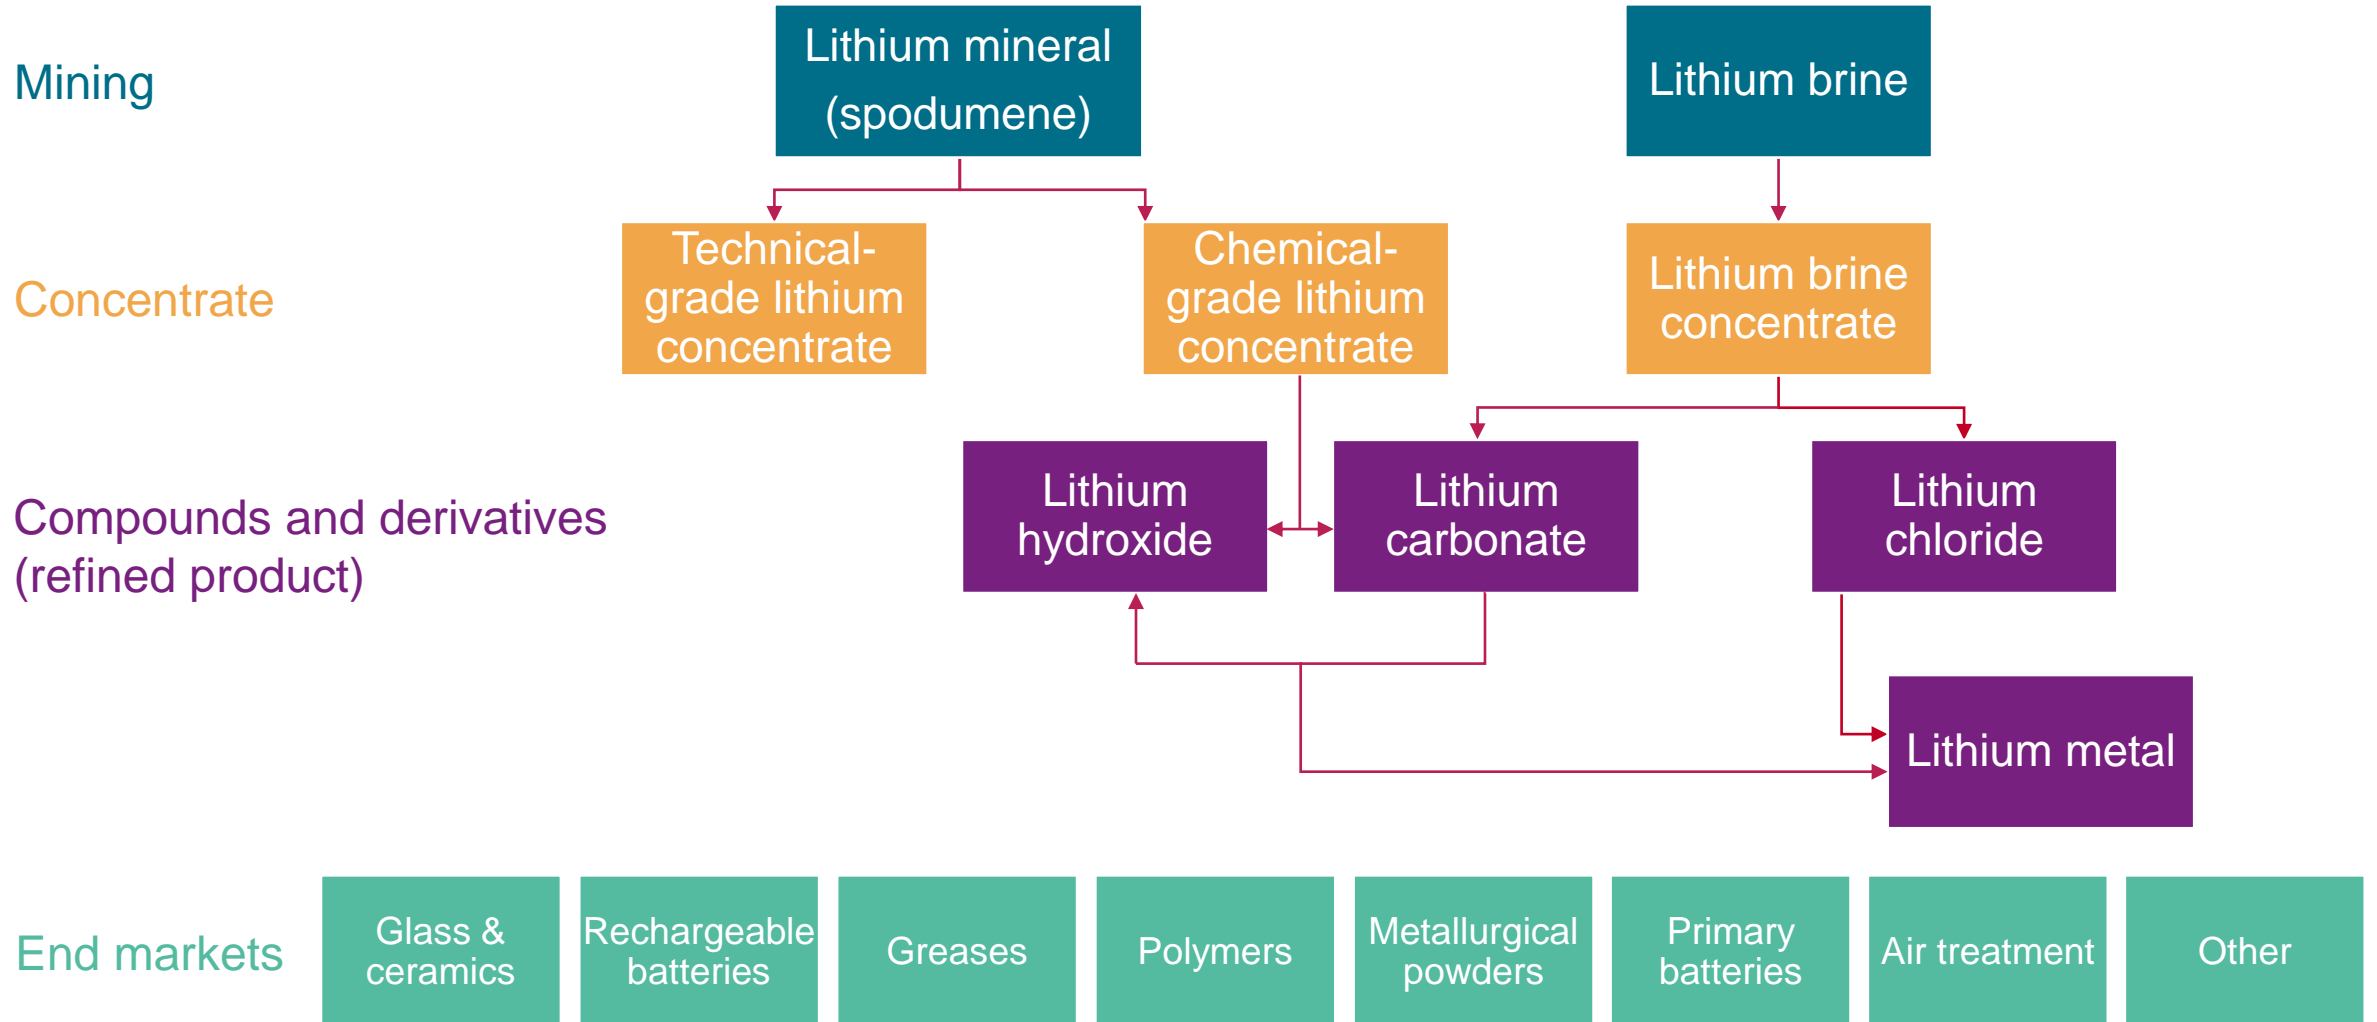 Mining
Lithium mineral
(spodumene)
Lithium brine
Concentrate
Technical-
grade lithium
concentrate
Chemical-
grade lithium
concentrate
Lithium brine
concentrate
Compounds and derivatives
(refined product)
Lithium
hydroxide
Lithium
carbonate
Lithium
chloride
Lithium metal
End markets
Glass &
ceramics
Rechargeable
batteries
Greases
Polymers
Metallurgical
powders
Primary
batteries
Air treatment
Other